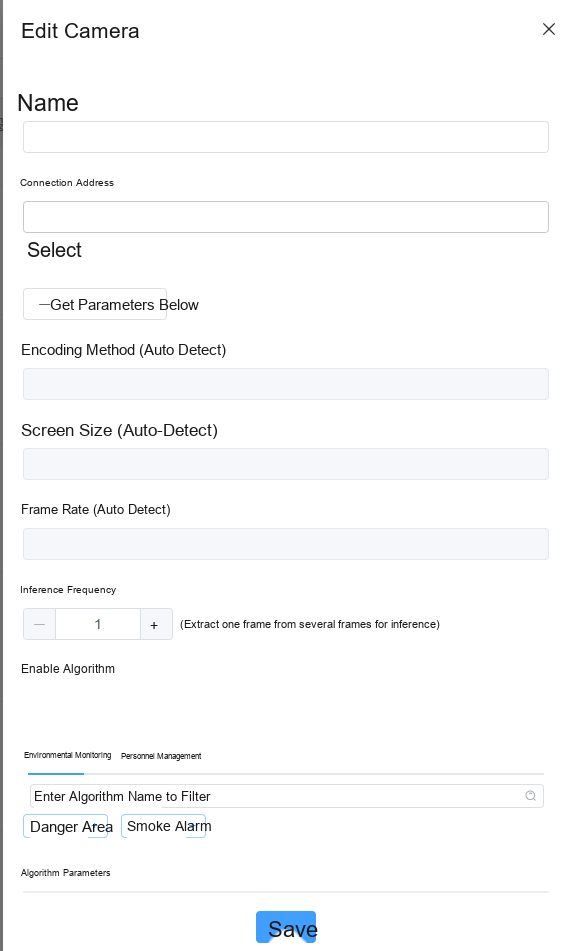 Edit Camera
Name
Connection Address
Select
Get Parameters Below
Encoding Method (Auto Detect)
Screen Size (Auto-Detect)
Frame Rate (Auto Detect)
Inference Frequency
— 1 + (Extract one frame from several frames for inference)
Enable Algorithm
Environmental Monitoring Personnel Management
Enter Algorithm Name to Filter
Danger Area Smoke Alarm
Algorithm Parameters
Save